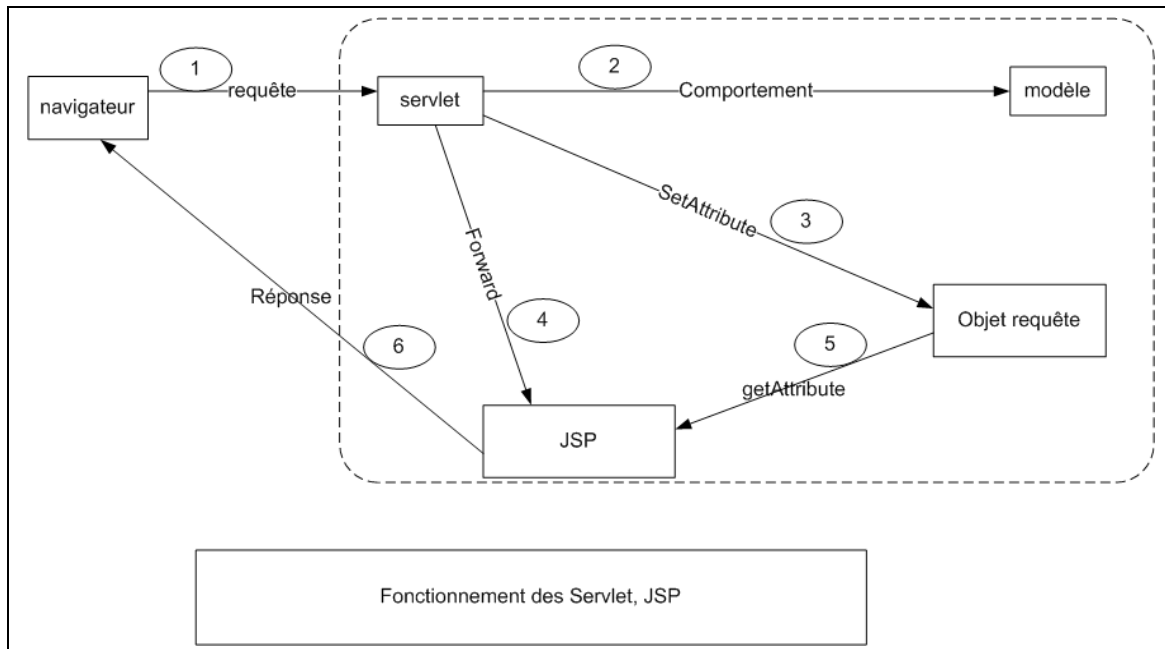 1
2
requête
Comportement
navigateur
servlet
modèle
SetAttribute
3
Forward
Réponse
4
Objet requête
5
6
getAttribute
JSP
Fonctionnement des Servlet, JSP